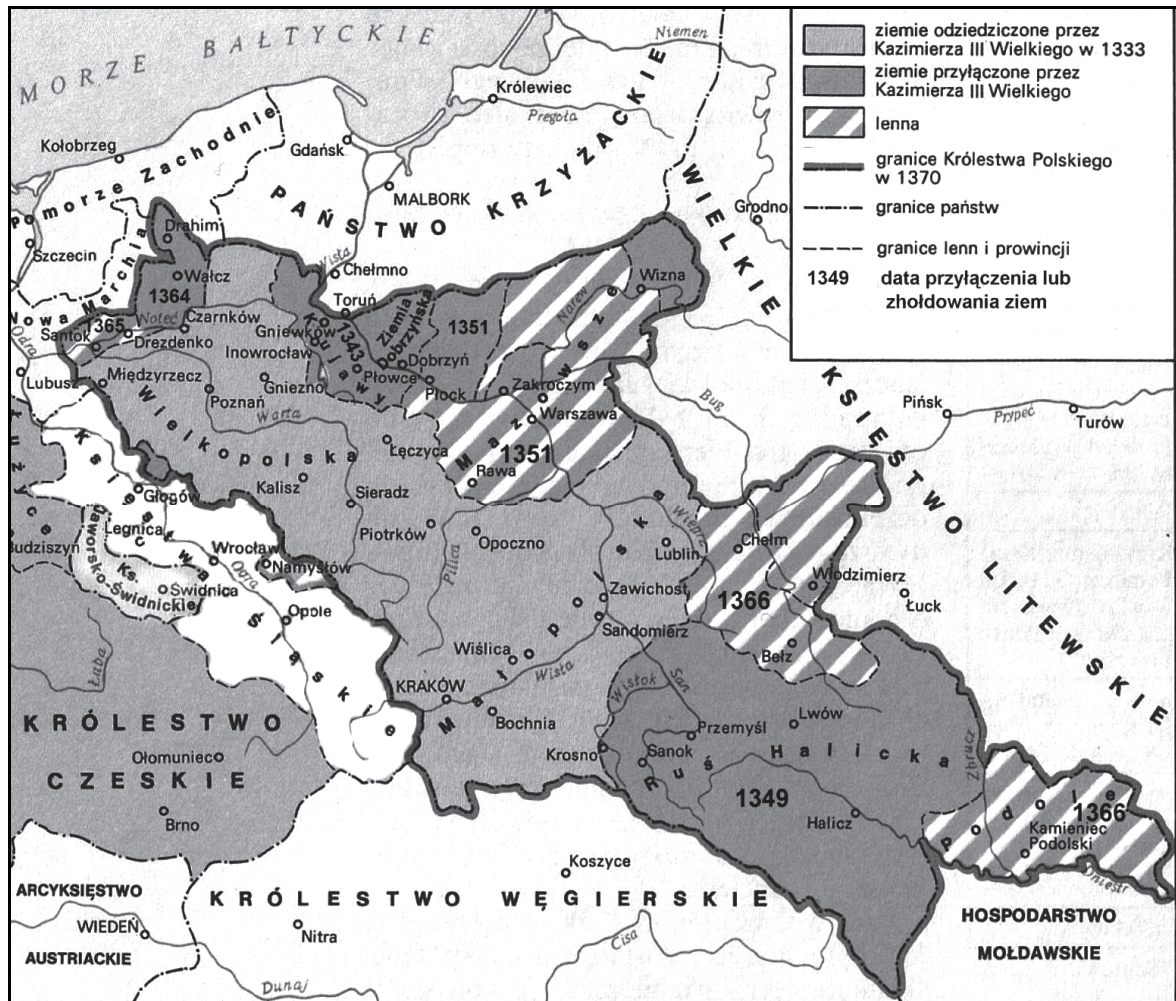 MORZE BAŁTYCKIE
Niemen
Królewiec
Pregoła
Kołobrzeg
Gdańsk
MALBORK
PAŃSTWO KRZYŻACKIE
WIELKIE KSIĘSTWO LITEWSKIE
Grodno
Pomorze Zachodnie
Szczecin
Drahim
Wałcz
1364
Nowa Marchia
1365
Noteć
Czarnków
Santok
Drezdenko
Odra
Lubusz
Międzyrzecz
Wisła
Chełmno
Toruń
Gniewków
Kujawy
1343
Inowrocław
Gniezno
Płowce
Ziemia
Dobrzyńska
Dobrzyń
1351
Płock
Wizna
Narew
Zakroczym
Warszawa
Mazowsze
1351
Rawa
Poznań
Warta
Wielkopolska
Łęczyca
Kalisz
Sieradz
Piotrków
Opoczno
Pilica
Bug
Pińsk
Prypeć
Turów
Głogów
Legnica
Księstwa Śląskie
Budziszyn
Ks.
Jaworsko-Świdnickie
Świdnica
Wrocław
Namysłów
Odra
Opole
Wieprz
Lublin
Chełm
Włodzimierz
1366
Łuck
Bełz
Zawichost
Sandomierz
Małopolska
Wiślica
Wisła
KRAKÓW
Bochnia
Wisłok
San
Krosno
Przemyśl
Sanok
Lwów
Ruś Halicka
1349
Halicz
Zbrucz
Podole
1366
Kamieniec
Podolski
Dniestr
Łaba
KRÓLESTWO
CZESKIE
Ołomuniec
Brno
ARCYKSIĘSTWO
WIEDEŃ
AUSTRIACKIE
KRÓLESTWO WĘGIERSKIE
Koszyce
Nitra
Cisa
Dunaj
HOSPODARSTWO
MOŁDAWSKIE
ziemie odziedziczone przez
Kazimierza III Wielkiego w 1333
ziemie przyłączone przez
Kazimierza III Wielkiego
lenna
granice Królestwa Polskiego
w 1370
granice państw
granice lenn i prowincji
1349 data przyłączenia lub
zhołdowania ziem